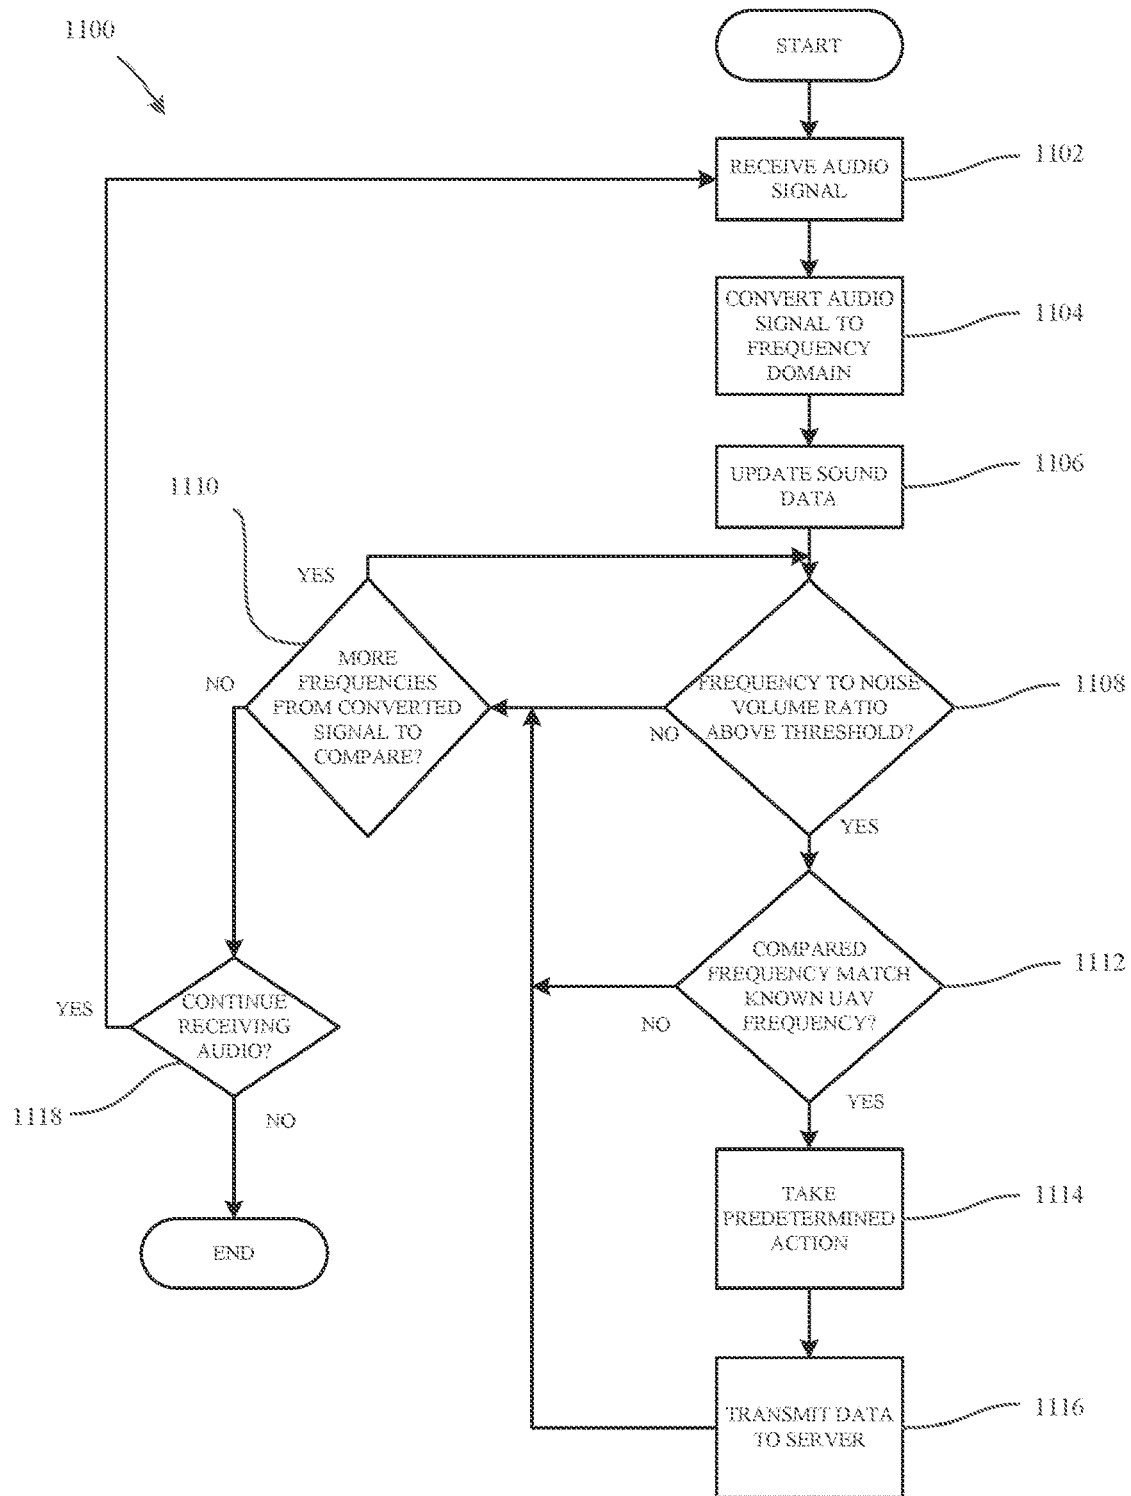 1100
START
RECEIVE AUDIO
SIGNAL
1102
CONVERT AUDIO
SIGNAL TO
FREQUENCY
DOMAIN
1104
UPDATE SOUND
DATA
1106
1110
YES
MORE
FREQUENCIES
FROM CONVERTED
SIGNAL TO
COMPARE?
NO
FREQUENCY TO NOISE
VOLUME RATIO
ABOVE THRESHOLD?
1108
NO
YES
COMPARED
FREQUENCY MATCH
KNOWN UAV
FREQUENCY?
1112
NO
YES
CONTINUE
RECEIVING
AUDIO?
YES
1118
NO
END
TAKE
PREDETERMINED
ACTION
1114
TRANSMIT DATA
TO SERVER
1116